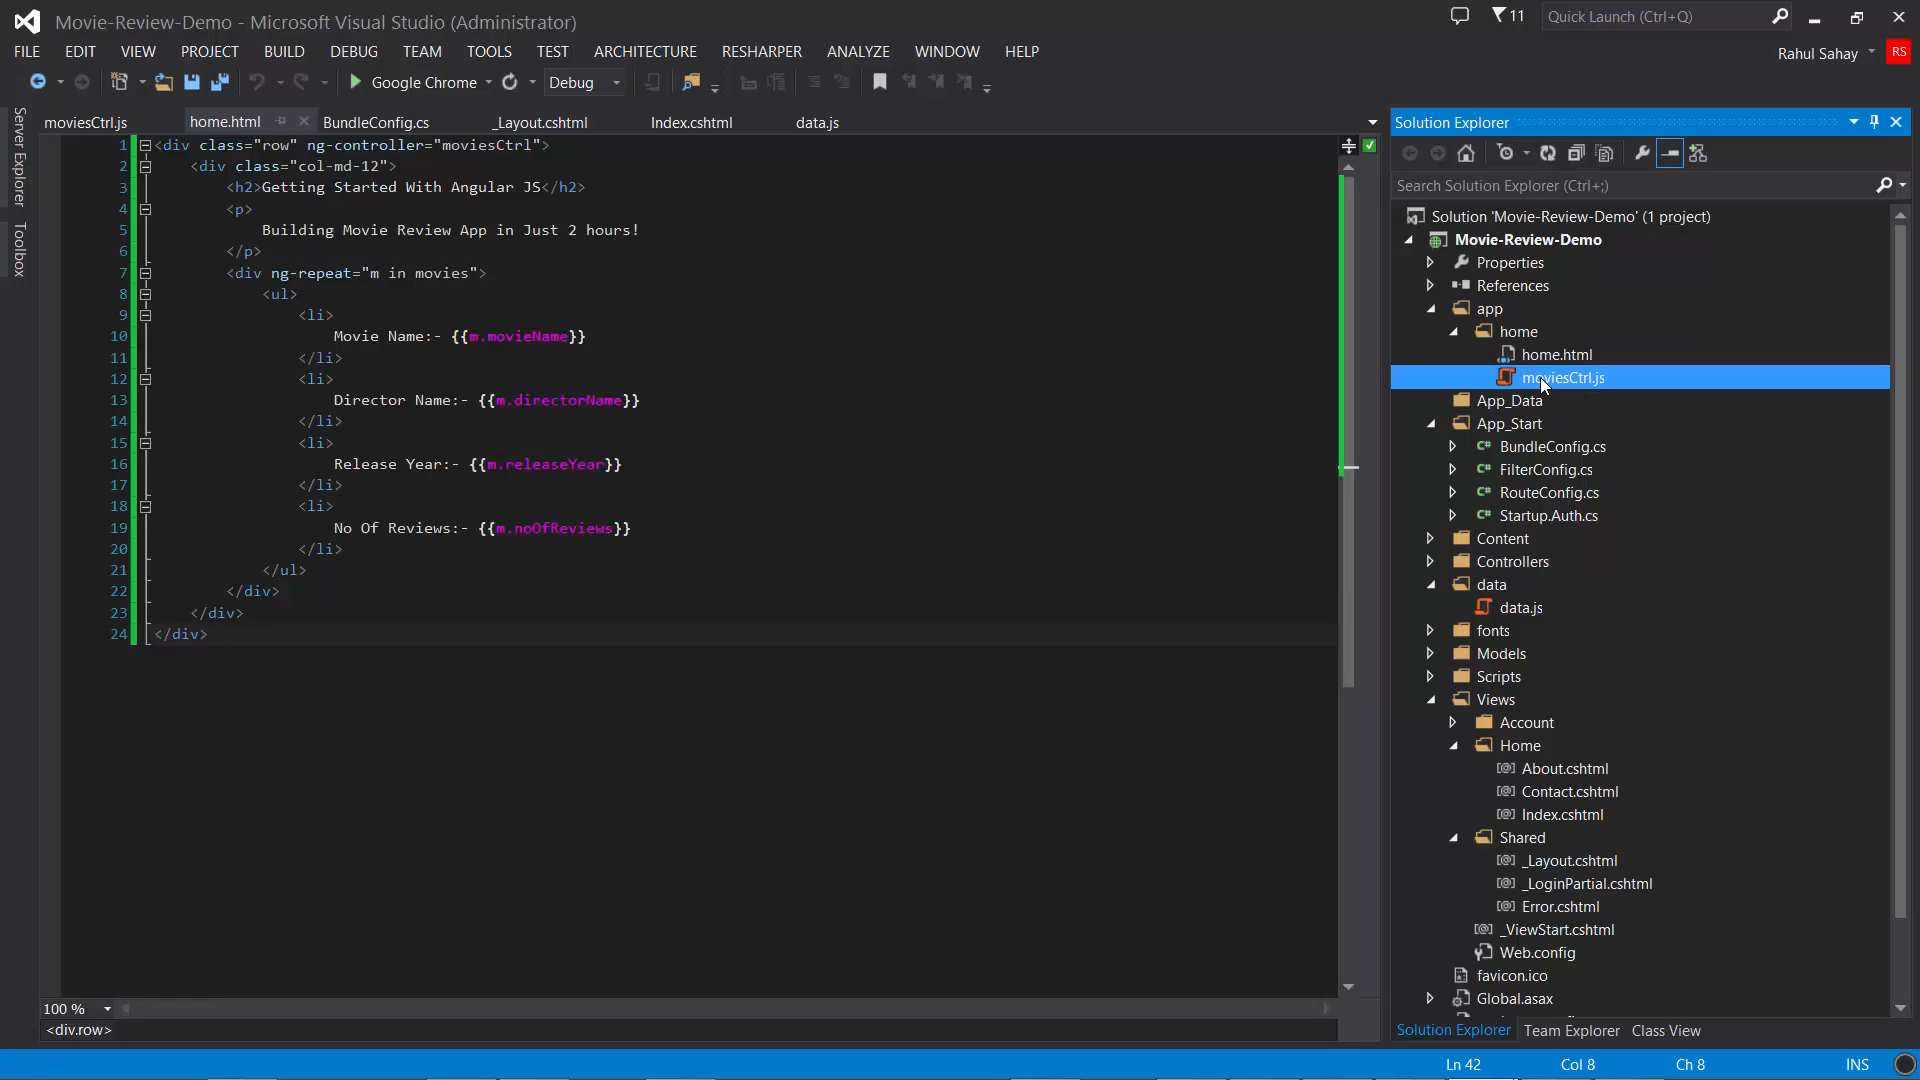 Movie-Review-Demo - Microsoft Visual Studio (Administrator)
11
Quick Launch (Ctrl+Q)
FILE EDIT VIEW PROJECT BUILD DEBUG TEAM TOOLS TEST ARCHITECTURE RESHARPER ANALYZE WINDOW HELP
Rahul Sahay
RS
Google Chrome
Debug
Server Explorer
Toolbox
moviesCtrl.js home.html BundleConfig.cs _Layout.cshtml Index.cshtml data.js
1 <div class="row" ng-controller="moviesCtrl">
2 <div class="col-md-12">
3 <h2>Getting Started With Angular JS</h2>
4 <p>
5 Building Movie Review App in Just 2 hours!
6 </p>
7 <div ng-repeat="m in movies">
8 <ul>
9 <li>
10 Movie Name:- {{m.movieName}}
11 </li>
12 <li>
13 Director Name:- {{m.directorName}}
14 </li>
15 <li>
16 Release Year:- {{m.releaseYear}}
17 </li>
18 <li>
19 No Of Reviews:- {{m.noOfReviews}}
20 </li>
21 </ul>
22 </div>
23 </div>
24 </div>
100 %
<div.row>
Solution Explorer
Search Solution Explorer (Ctrl+;)
Solution 'Movie-Review-Demo' (1 project)
Movie-Review-Demo
Properties
References
app
home
home.html
moviesCtrl.js
App_Data
App_Start
C# BundleConfig.cs
C# FilterConfig.cs
C# RouteConfig.cs
C# Startup.Auth.cs
Content
Controllers
data
data.js
fonts
Models
Scripts
Views
Account
Home
[@] About.cshtml
[@] Contact.cshtml
[@] Index.cshtml
Shared
[@] _Layout.cshtml
[@] _LoginPartial.cshtml
[@] Error.cshtml
[@] _ViewStart.cshtml
Web.config
favicon.ico
Global.asax
Solution Explorer Team Explorer Class View
Ln 42 Col 8 Ch 8 INS